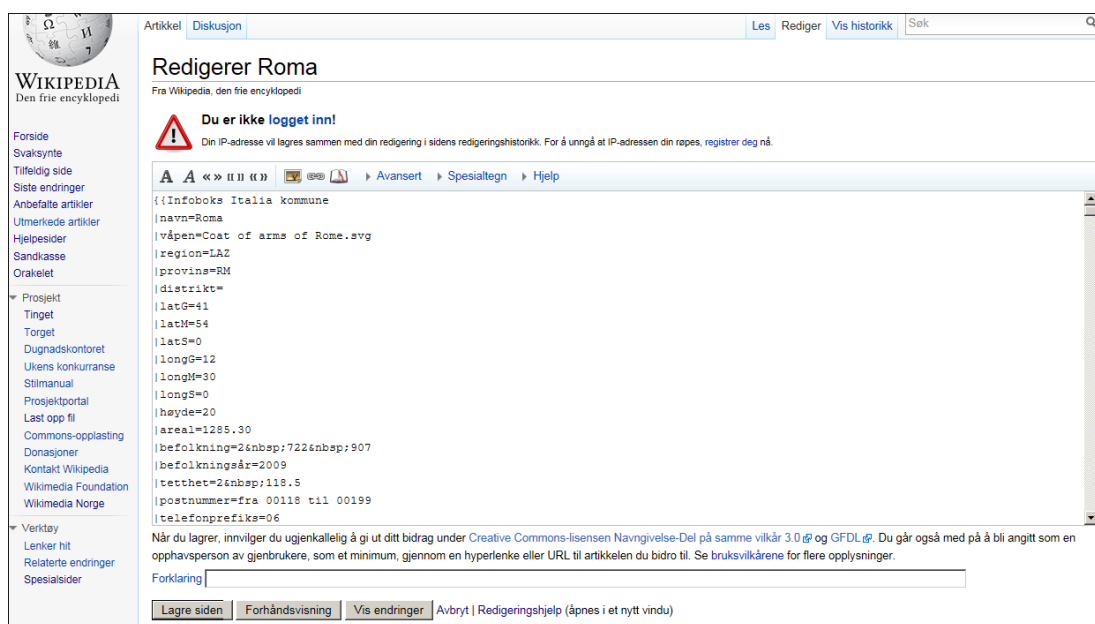 Artikkel Diskusjon Les Rediger Vis historikk Søk
WIKIPEDIA
Den frie encyklopedi
Forside
Svaksynte
Tilfeldig side
Siste endringer
Anbefalte artikler
Utmerkede artikler
Hjelpesider
Sandkasse
Orakelet
Prosjekt
Tinget
Torget
Dugnadskontoret
Ukens konkurranse
Stilmanual
Prosjektportal
Last opp fil
Commons-opplasting
Donasjoner
Kontakt Wikipedia
Wikimedia Foundation
Wikimedia Norge
Verktøy
Lenker hit
Relaterte endringer
Spesialsider
Redigerer Roma
Fra Wikipedia, den frie encyklopedi
Du er ikke logget inn!
Din IP-adresse vil lagres sammen med din redigering i sidens redigeringshistorikk. For å unngå at IP-adressen din røpes, registrer deg nå.
A A « » Avansert Spesialtegn Hjelp
{{Infoboks Italia kommune
|navn=Roma
|våpen=Coat of arms of Rome.svg
|region=LAZ
|provins=RM
|distrikt=
|latG=41
|latM=54
|latS=0
|longG=12
|longM=30
|longS=0
|høyde=20
|areal=1285.30
|befolkning=2&nbsp;722&nbsp;907
|befolkningsår=2009
|tetthet=2&nbsp;118.5
|postnummer=fra 00118 til 00199
|telefonprefiks=06
Når du lagrer, innvilger du ugjenkallelig å gi ut ditt bidrag under Creative Commons-lisensen Navngivelse-Del på samme vilkår 3.0 og GFDL. Du går også med på å bli angitt som en
opphavsperson av gjenbrukere, som et minimum, gjennom en hyperlenke eller URL til artikkelen du bidro til. Se bruksvilkårene for flere opplysninger.
Forklaring
Lagre siden Forhåndsvisning Vis endringer Avbryt | Redigeringshjelp (åpnes i et nytt vindu)